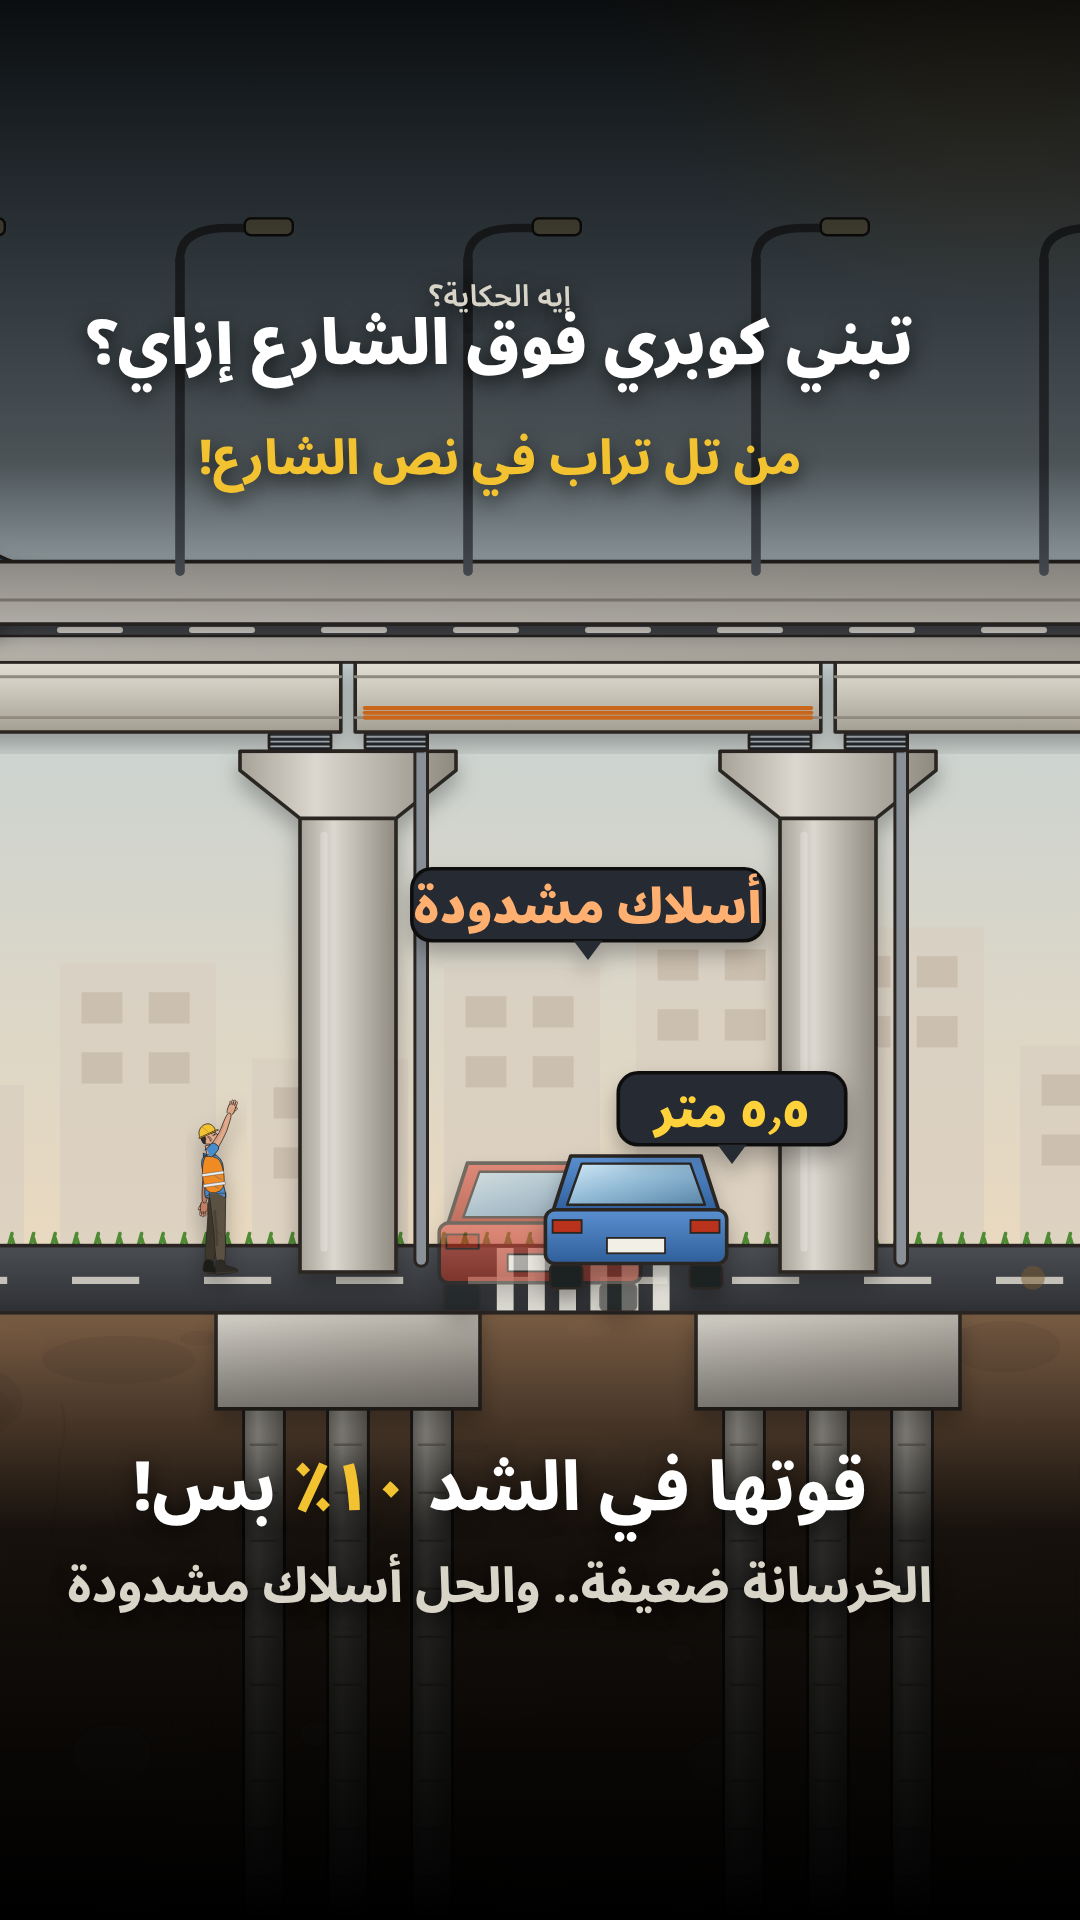 إيه الحكاية؟
تبني كوبري فوق الشارع إزاي؟
من تل تراب في نص الشارع!
أسلاك مشدودة
٥٫٥ متر
قوتها في الشد ١٠٪ بس!
الخرسانة ضعيفة.. والحل أسلاك مشدودة